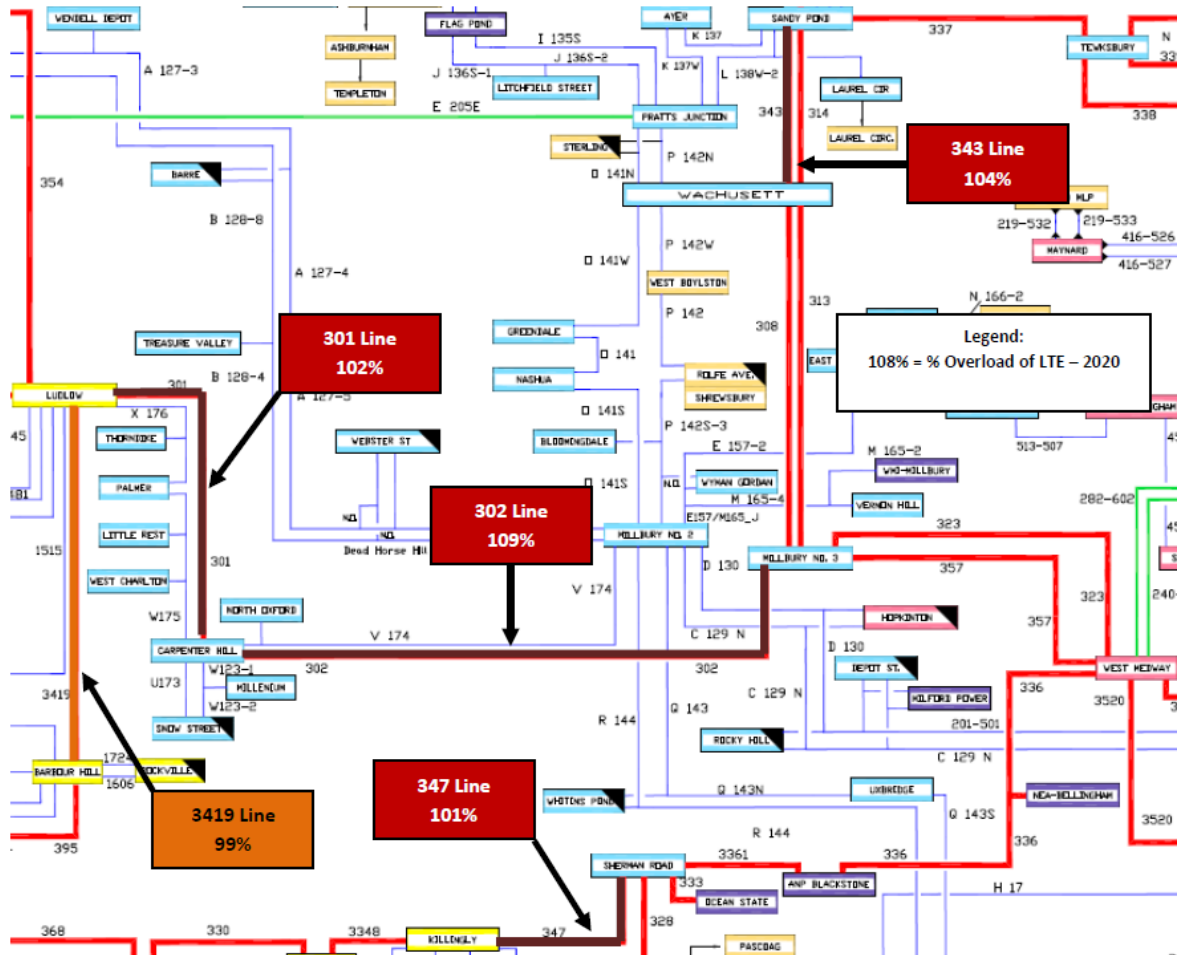 WENDELL DEPOT
FLAG POND
AYER
SANDY POND
K 137
I 135S
337
TEWKSBURY
N
ASHBURNHAM
J 136S-2
K 137W
A 127-3
J 136S-1
L 138W-2
TEMPLETON
LITCHFIELD STREET
LAUREL CIR
E 205E
343
314
338
PRATTS JUNCTION
LAUREL CIRC.
STERLING
P 142N
343 Line
104%
354
BARRE
O 141N
WACHUSETT
MLP
219-532
219-533
B 128-8
416-526
MAYNARD
P 142W
416-527
O 141W
A 127-4
WEST BOYLSTON
N 166-2
313
P 142
301 Line
102%
GREENDALE
308
Legend:
108% = % Overload of LTE – 2020
TREASURE VALLEY
O 141
EAST
B 128-4
NASHUA
ROLFE AVE.
301
LUDLOW
A 127-5
SHREWSBURY
X 176
O 141S
GHAM
P 142S-3
45
THORNDIKE
WEBSTER ST
BLOOMINGDALE
E 157-2
513-507
M 165-2
WHO-MILLBURY
N.O.
WYMAN GORDAN
PALMER
O 141S
M 165-4
282-602
481
VERNON HILL
302 Line
109%
N.O.
E157/M165_J
LITTLE REST
N.O.
MILLBURY NO. 2
323
1515
Dead Horse Hill
MILLBURY NO. 3
301
D 130
357
WEST CHARLTON
V 174
323
240-
NORTH OXFORD
357
W175
HOPKINTON
V 174
C 129 N
D 130
CARPENTER HILL
302
302
DEPOT ST.
WEST MEDWAY
W123-1
336
U173
MILLENIUM
3419
C 129 N
MILFORD POWER
3520
W123-2
R 144
Q 143
SNOW STREET
201-501
ROCKY HILL
1724
C 129 N
BARBOUR HILL
ROCKVILLE
1606
347 Line
101%
Q 143N
UXBRIDGE
WHITINS POND
NEA-BELLINGHAM
3419 Line
99%
Q 143S
3520
R 144
336
395
3361
336
SHERMAN ROAD
333
ANP BLACKSTONE
H 17
OCEAN STATE
328
368
330
3348
KILLINGLY
347
PASCOAG